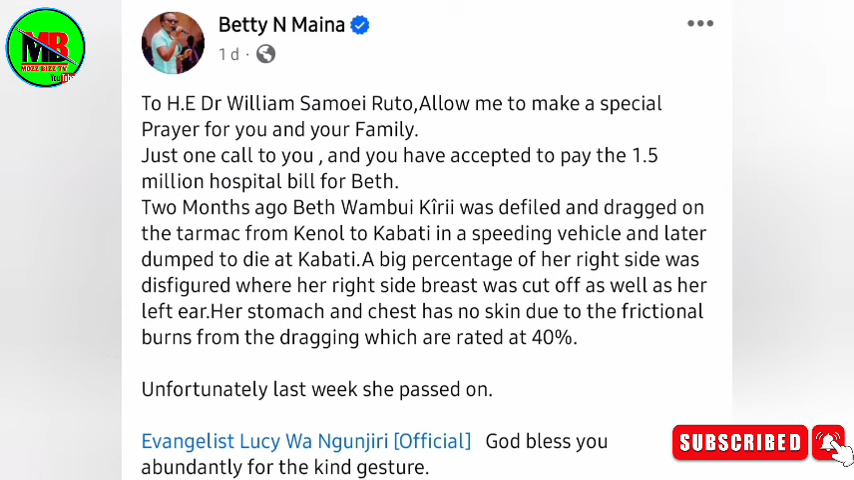 MB
MOZZ BIZZ TV
YouTube
Betty N Maina
1 d ·
To H.E Dr William Samoei Ruto,Allow me to make a special
Prayer for you and your Family.
Just one call to you , and you have accepted to pay the 1.5
million hospital bill for Beth.
Two Months ago Beth Wambui Kîrii was defiled and dragged on
the tarmac from Kenol to Kabati in a speeding vehicle and later
dumped to die at Kabati.A big percentage of her right side was
disfigured where her right side breast was cut off as well as her
left ear.Her stomach and chest has no skin due to the frictional
burns from the dragging which are rated at 40%.
Unfortunately last week she passed on.
Evangelist Lucy Wa Ngunjiri [Official] God bless you
abundantly for the kind gesture.
SUBSCRIBED